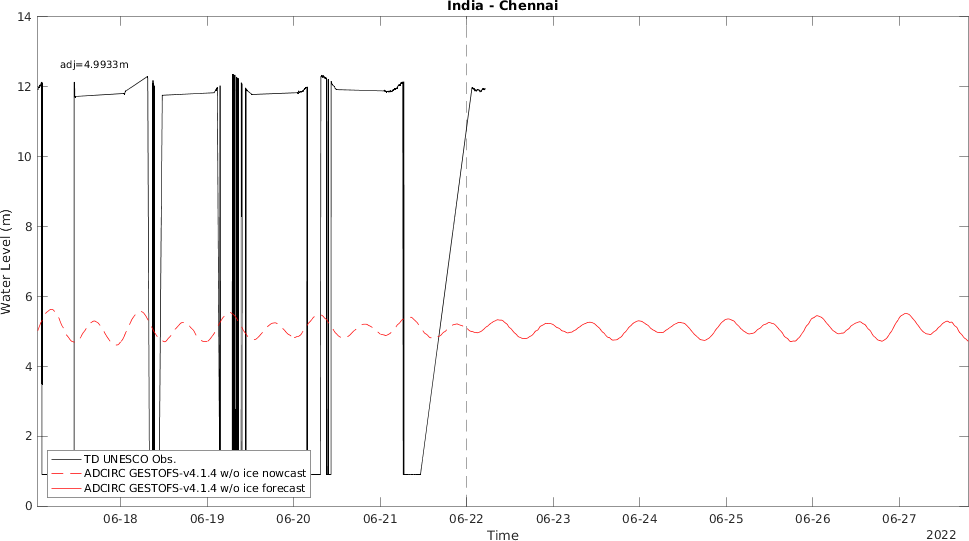 India - Chennai
14
adj=4.9933m
12
10
8
6
4
2
0
Water Level (m)
TD UNESCO Obs.
ADCIRC GESTOFS-v4.1.4 w/o ice nowcast
ADCIRC GESTOFS-v4.1.4 w/o ice forecast
06-18 06-19 06-20 06-21 06-22 06-23 06-24 06-25 06-26 06-27
Time
2022